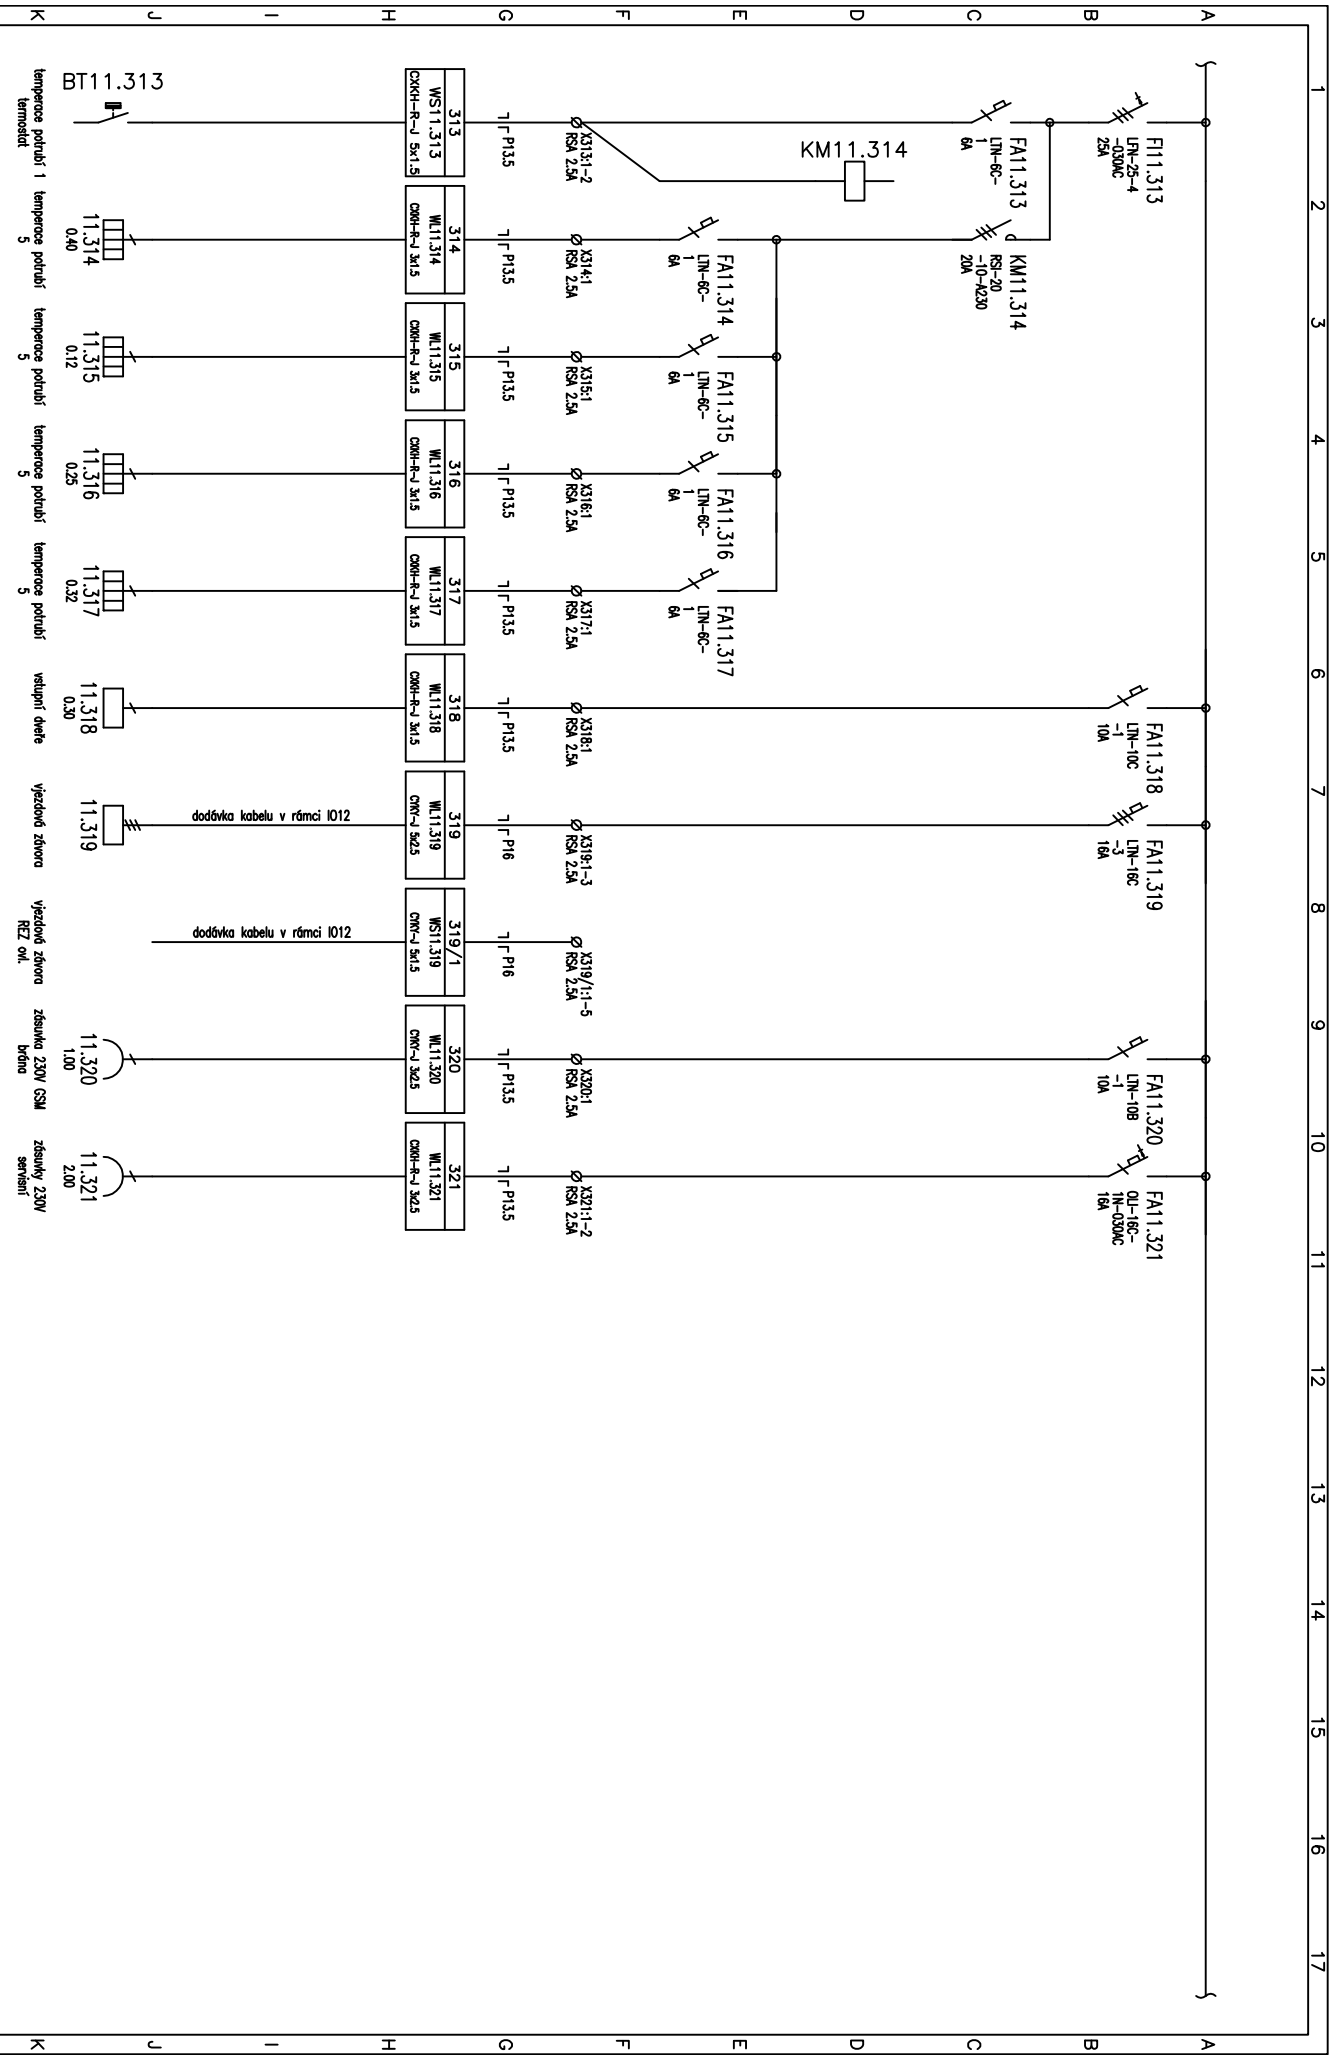 1 2 3 4 5 6 7 8 9 10 11 12 13 14 15 16 17
A
B
C
D
E
F
G
H
I
J
K
A
B
C
D
E
F
G
H
I
J
K
FI11.313
LFN-25-4
-030AC
25A
FA11.318
LTN-10C
-1
10A
FA11.319
LTN-16C
-3
16A
FA11.320
LTN-10B
-1
10A
FA11.321
OLI-16C-
1N-030AC
16A
FA11.313
LTN-6C-
1
6A
KM11.314
RSI-20
-10-A230
20A
KM11.314
FA11.314
LTN-6C-
1
6A
FA11.315
LTN-6C-
1
6A
FA11.316
LTN-6C-
1
6A
FA11.317
LTN-6C-
1
6A
X313:1-2
RSA 2.5A
X314:1
RSA 2.5A
X315:1
RSA 2.5A
X316:1
RSA 2.5A
X317:1
RSA 2.5A
X318:1
RSA 2.5A
X319:1-3
RSA 2.5A
X319/1:1-5
RSA 2.5A
X320:1
RSA 2.5A
X321:1-2
RSA 2.5A
P13.5
P13.5
P13.5
P13.5
P13.5
P13.5
P16
P16
P13.5
P13.5
313
WS11.313
CXKH-R-J 5x1.5
314
WL11.314
CXKH-R-J 3x1.5
315
WL11.315
CXKH-R-J 3x1.5
316
WL11.316
CXKH-R-J 3x1.5
317
WL11.317
CXKH-R-J 3x1.5
318
WL11.318
CXKH-R-J 3x1.5
319
WL11.319
CYKY-J 5x2.5
319/1
WS11.319
CYKY-J 5x1.5
320
WL11.320
CYKY-J 3x2.5
321
WL11.321
CXKH-R-J 3x2.5
dodávka kabelu v rámci IO12
dodávka kabelu v rámci IO12
BT11.313
11.314
0.40
11.315
0.12
11.316
0.25
11.317
0.32
11.318
0.30
11.319
11.320
1.00
11.321
2.00
temperace potrubí 1
termostat
temperace potrubí
5
temperace potrubí
5
temperace potrubí
5
temperace potrubí
5
vstupní dveře
vjezdová závora
vjezdová závora
REZ ovl.
zásuvka 230V GSM
brána
zásuvky 230V
servisní